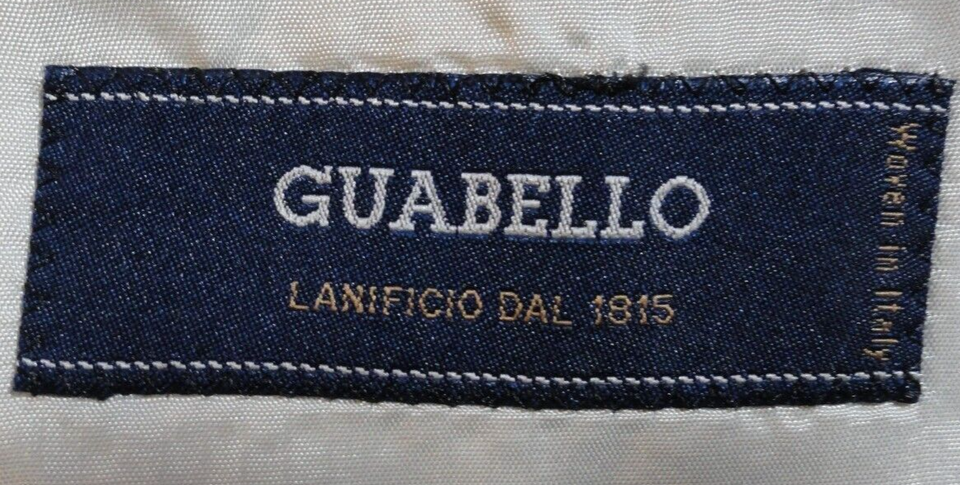 GUABELLO
LANIFICIO DAL 1815
Woven in Italy